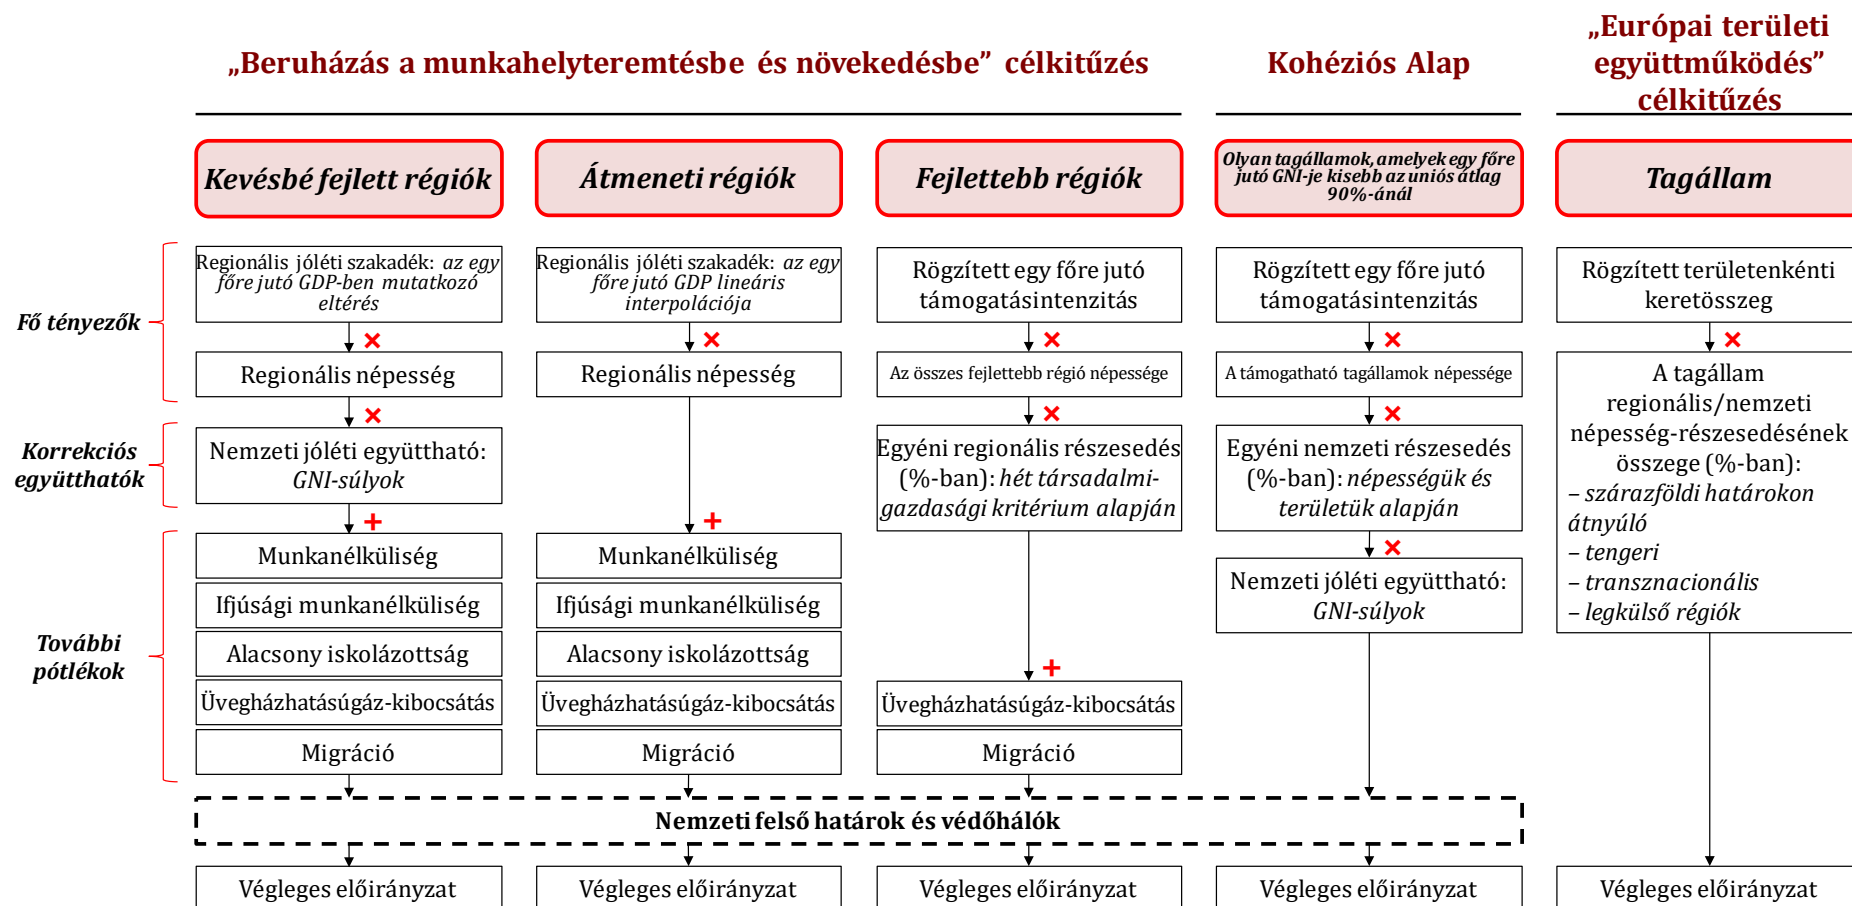 „Beruházás a munkahelyteremtésbe és növekedésbe” célkitűzés
Kohéziós Alap
„Európai területi
együttműködés”
célkitűzés
Kevésbé fejlett régiók
Átmeneti régiók
Fejlettebb régiók
Olyan tagállamok, amelyek egy főre
jutó GNI-je kisebb az uniós átlag
90%-ánál
Tagállam
Fő tényezők
Regionális jóléti szakadék: az egy
főre jutó GDP-ben mutatkozó
eltérés
Regionális jóléti szakadék: az egy
főre jutó GDP lineáris
interpolációja
Rögzített egy főre jutó
támogatásintenzitás
Rögzített egy főre jutó
támogatásintenzitás
Rögzített területenkénti
keretösszeg
×
×
×
×
×
Regionális népesség
Regionális népesség
Az összes fejlettebb régió népessége
A támogatható tagállamok népessége
A tagállam
regionális/nemzeti
népesség-részesedésének
összege (%-ban):
– szárazföldi határokon
átnyúló
– tengeri
– transznacionális
– legkülső régiók
×
×
×
Korrekciós
együtthatók
Nemzeti jóléti együttható:
GNI-súlyok
Egyéni regionális részesedés
(%-ban): hét társadalmi-
gazdasági kritérium alapján
Egyéni nemzeti részesedés
(%-ban): népességük és
területük alapján
+
+
×
Nemzeti jóléti együttható:
GNI-súlyok
További
pótlékok
Munkanélküliség
Ifjúsági munkanélküliség
Alacsony iskolázottság
Üvegházhatásúgáz-kibocsátás
Migráció
Munkanélküliség
Ifjúsági munkanélküliség
Alacsony iskolázottság
Üvegházhatásúgáz-kibocsátás
Migráció
+
Üvegházhatásúgáz-kibocsátás
Migráció
Nemzeti felső határok és védőhálók
Végleges előirányzat
Végleges előirányzat
Végleges előirányzat
Végleges előirányzat
Végleges előirányzat